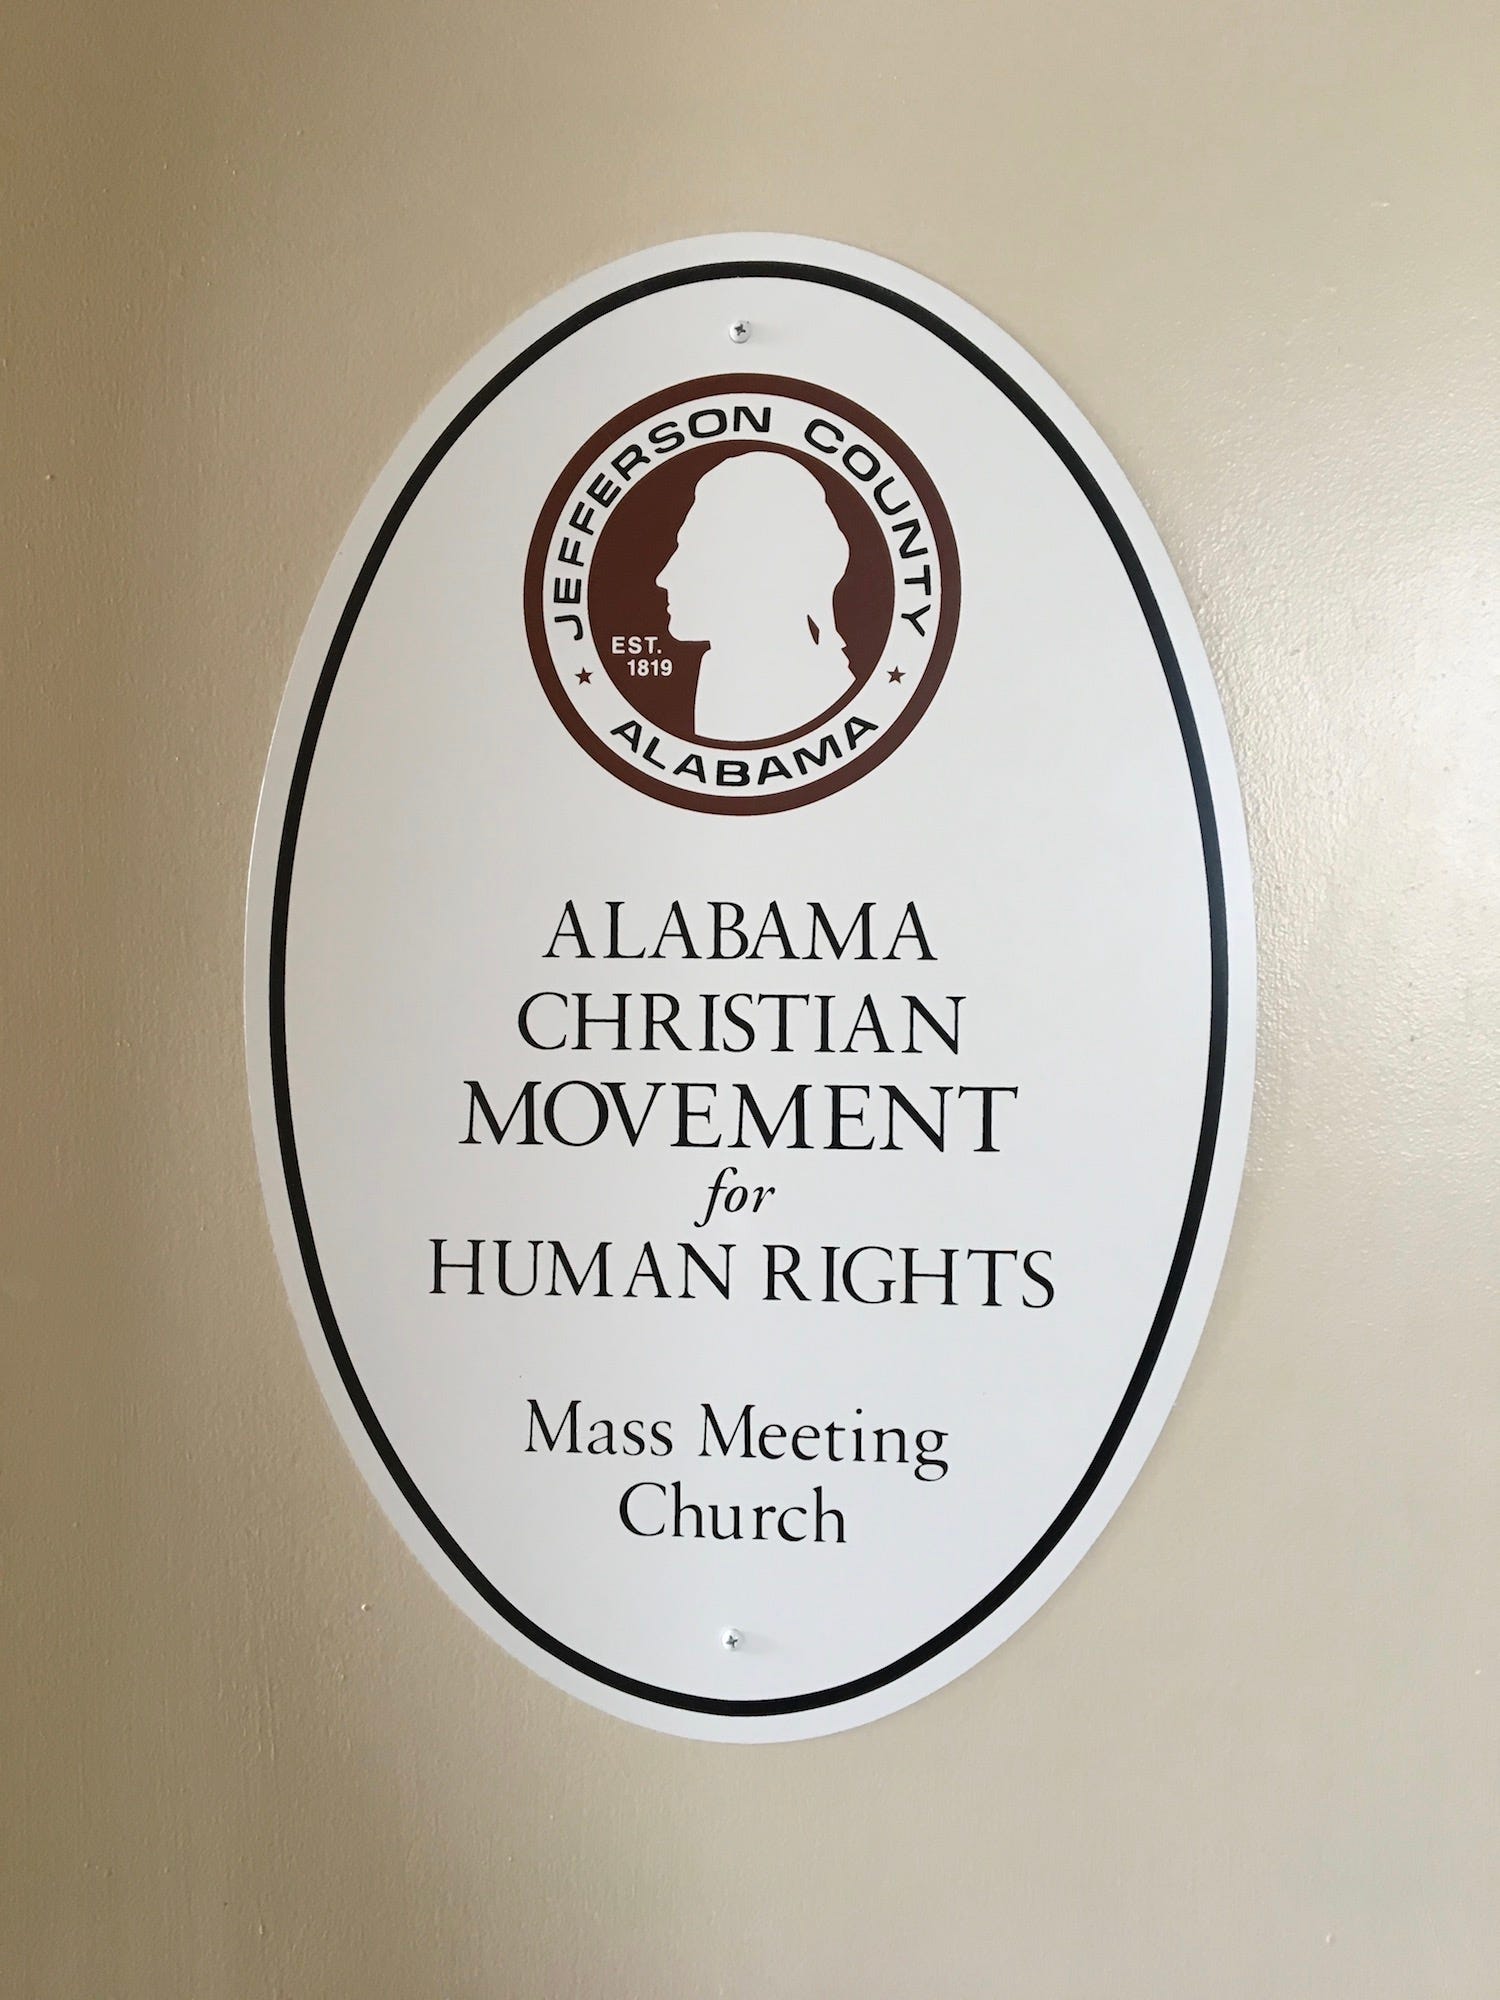 JEFFERSON COUNTY
EST.
1819
ALABAMA
ALABAMA
CHRISTIAN
MOVEMENT
for
HUMAN RIGHTS
Mass Meeting
Church